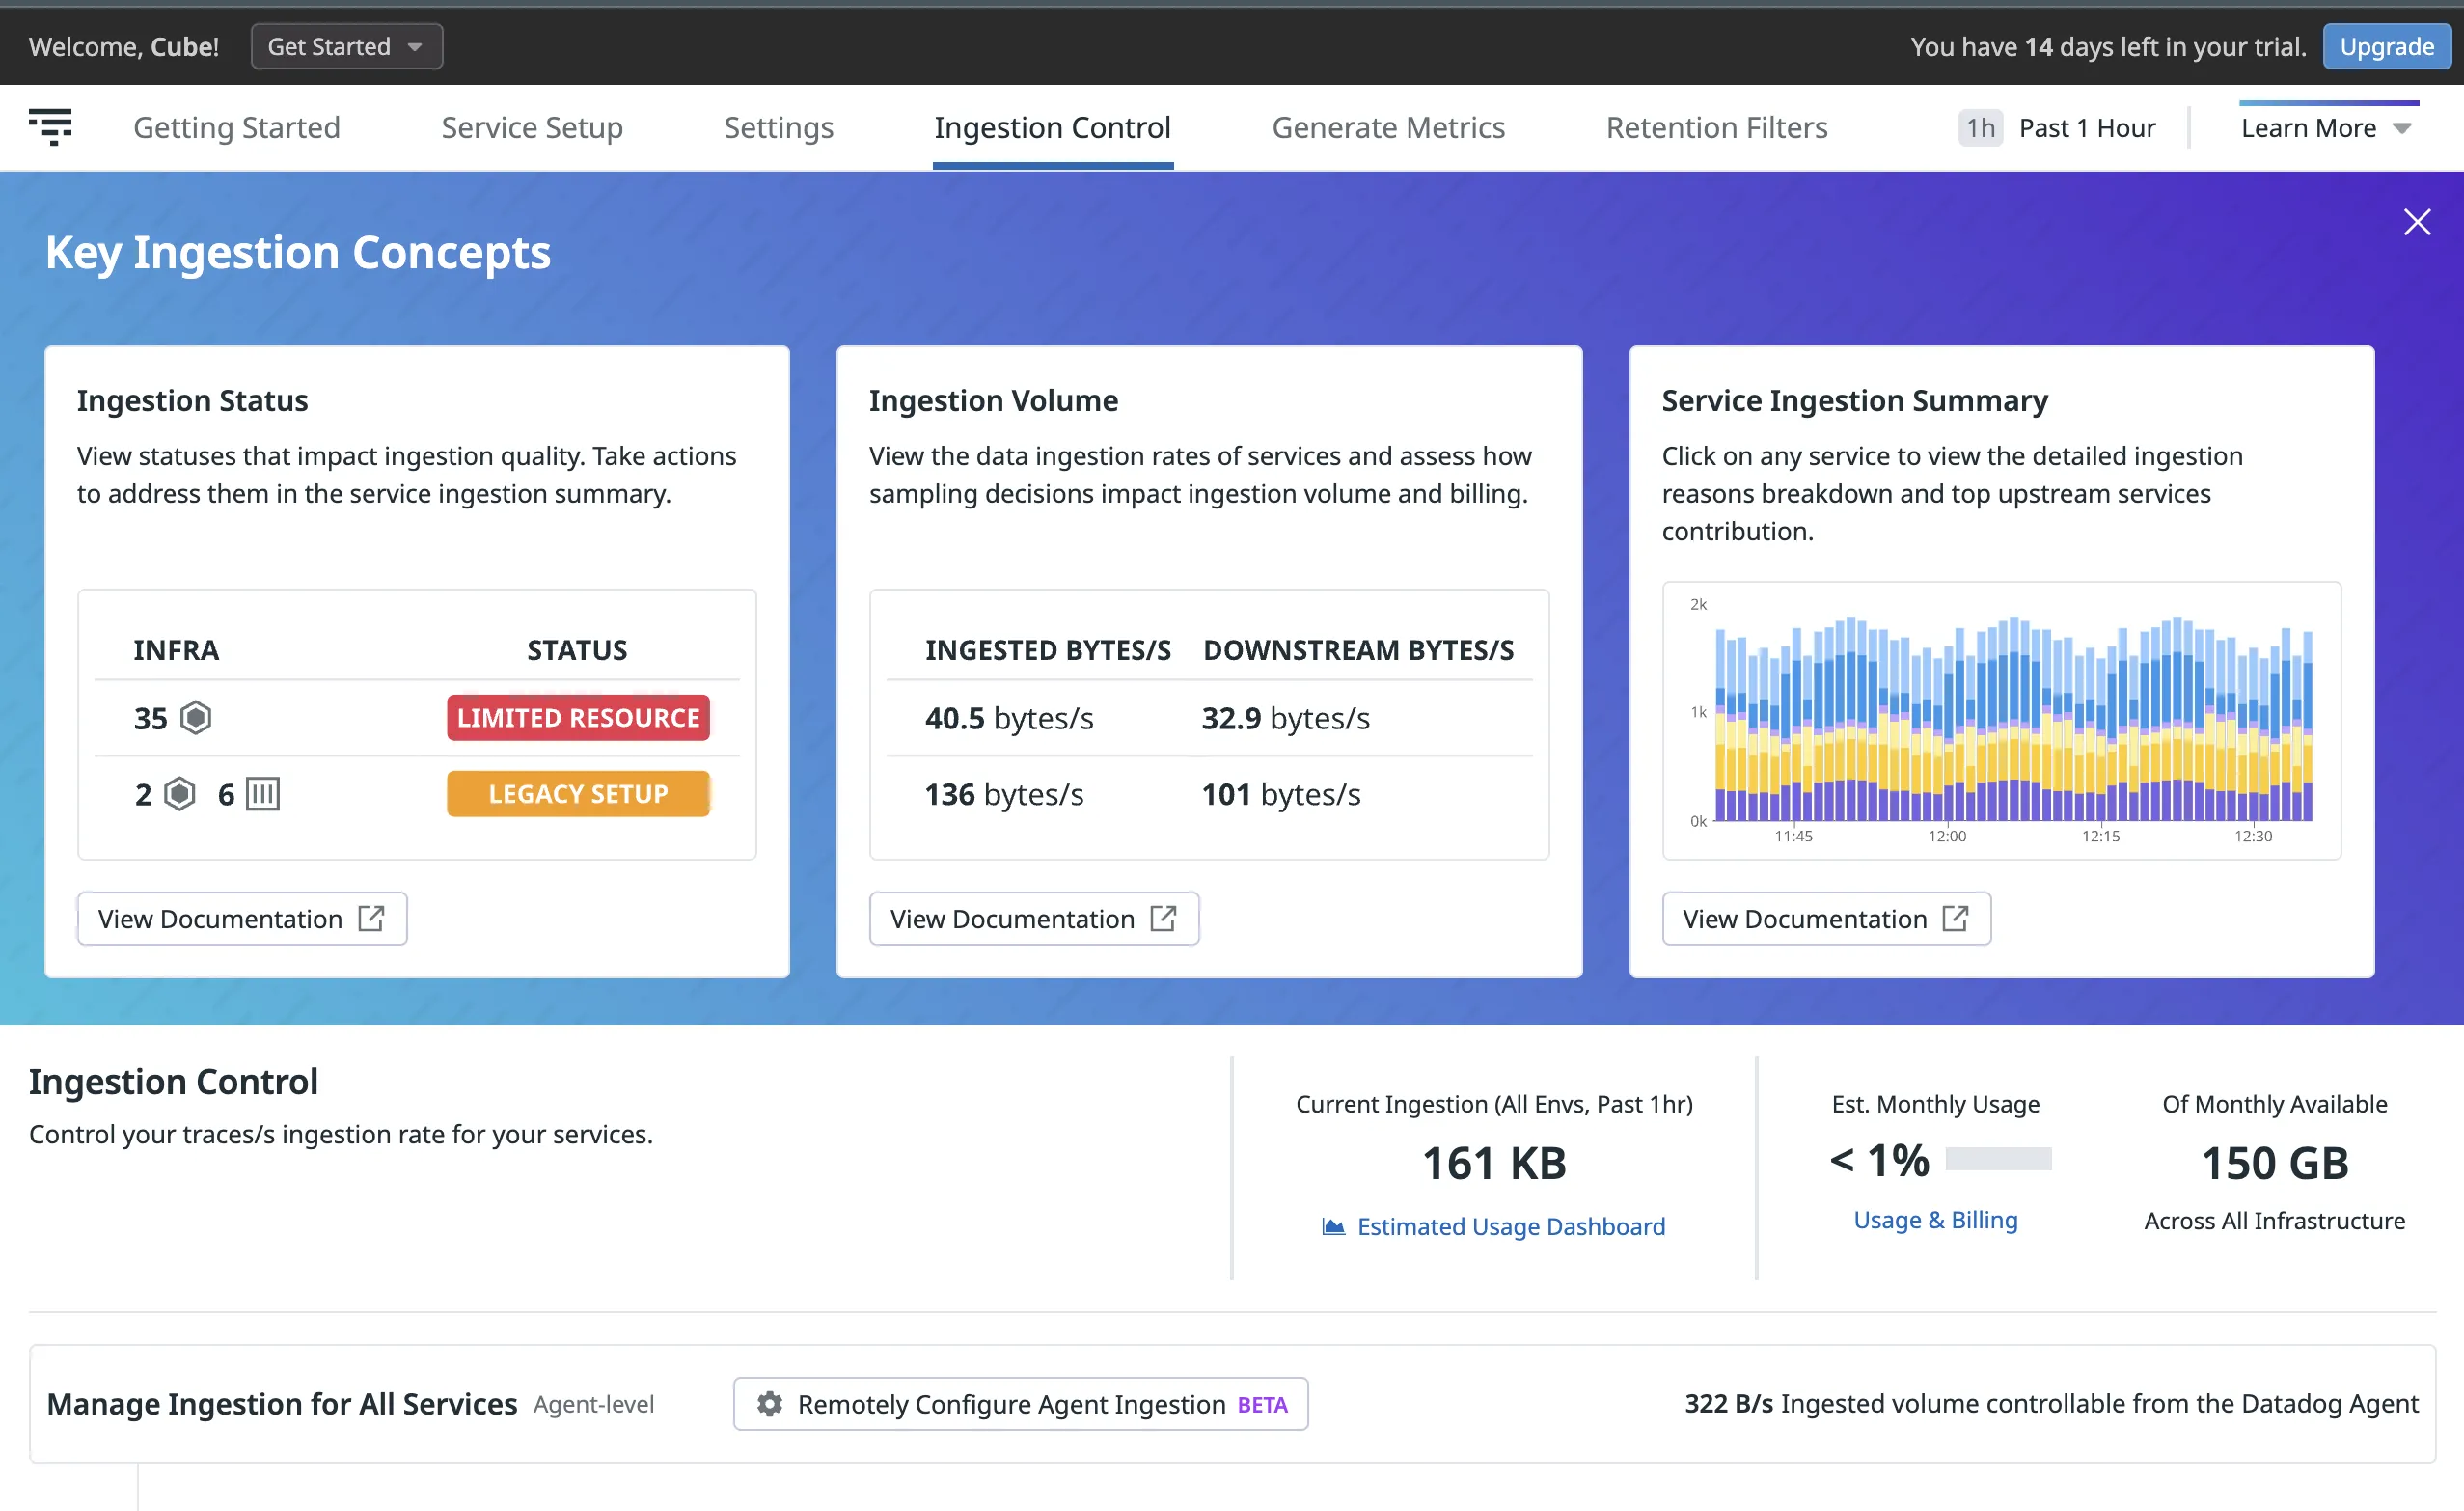 Welcome, Cube!
Get Started
You have 14 days left in your trial.
Upgrade
Getting Started
Service Setup
Settings
Ingestion Control
Generate Metrics
Retention Filters
1h Past 1 Hour
Learn More
Key Ingestion Concepts
Ingestion Status
View statuses that impact ingestion quality. Take actions
to address them in the service ingestion summary.
INFRA STATUS
35 LIMITED RESOURCE
2 6 LEGACY SETUP
View Documentation
Ingestion Volume
View the data ingestion rates of services and assess how
sampling decisions impact ingestion volume and billing.
INGESTED BYTES/S DOWNSTREAM BYTES/S
40.5 bytes/s 32.9 bytes/s
136 bytes/s 101 bytes/s
View Documentation
Service Ingestion Summary
Click on any service to view the detailed ingestion
reasons breakdown and top upstream services
contribution.
2k
1k
0k
11:45 12:00 12:15 12:30
View Documentation
Ingestion Control
Control your traces/s ingestion rate for your services.
Current Ingestion (All Envs, Past 1hr)
161 KB
Estimated Usage Dashboard
Est. Monthly Usage
< 1%
Usage & Billing
Of Monthly Available
150 GB
Across All Infrastructure
Manage Ingestion for All Services Agent-level
Remotely Configure Agent Ingestion BETA
322 B/s Ingested volume controllable from the Datadog Agent